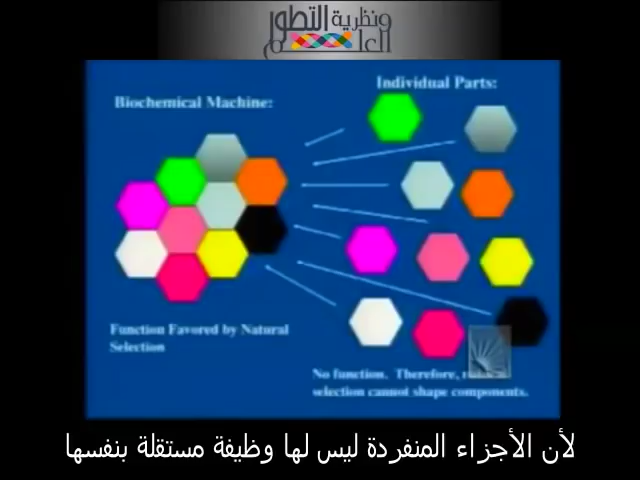 ونظرية التطور
العلم
Individual Parts:
Biochemical Machine:
Function Favored by Natural
Selection
No function. Therefore,
selection cannot shape components.
لأن الأجزاء المنفردة ليس لها وظيفة مستقلة بنفسها